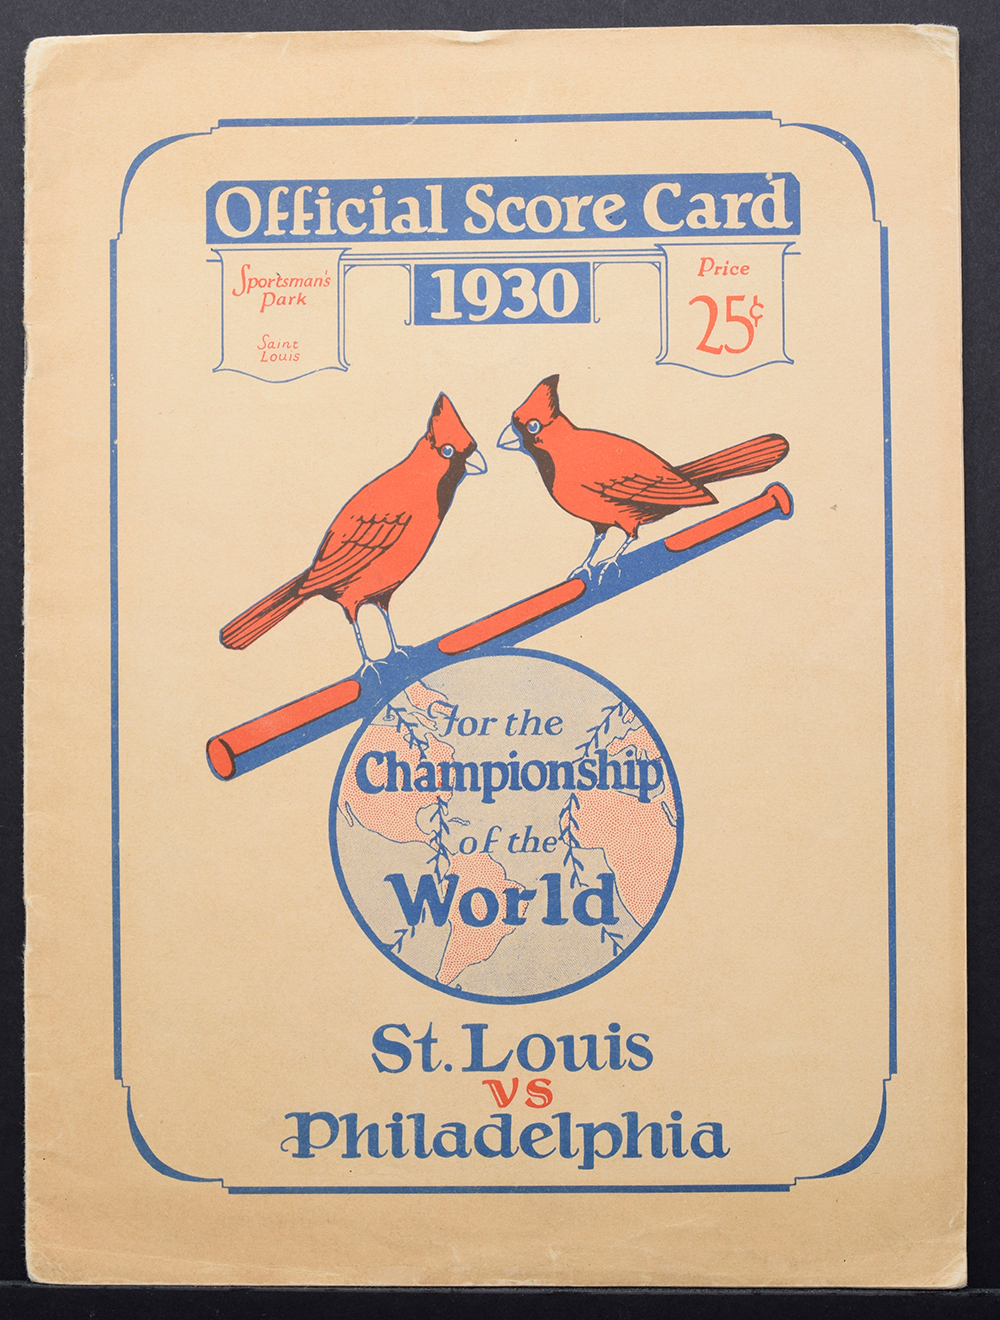 Official Score Card
1930
Sportsman's
Park
Saint
Louis
Price
25¢
For the
Championship
of the
World
St. Louis
vs
Philadelphia